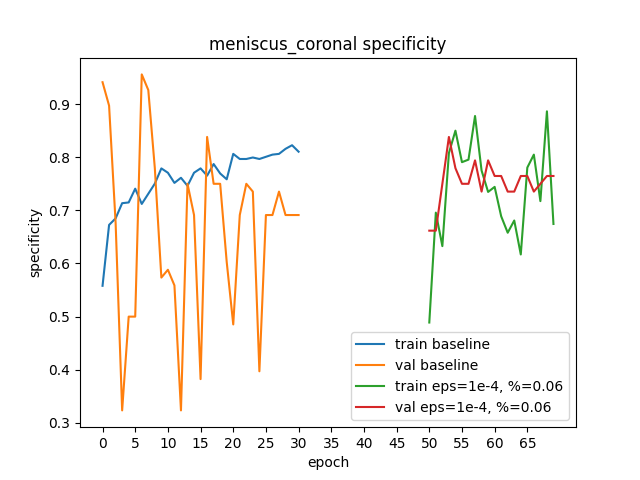 meniscus_coronal specificity
specificity
0.9
0.8
0.7
0.6
0.5
0.4
0.3
train baseline
val baseline
train eps=1e-4, %=0.06
val eps=1e-4, %=0.06
0 5 10 15 20 25 30 35 40 45 50 55 60 65
epoch